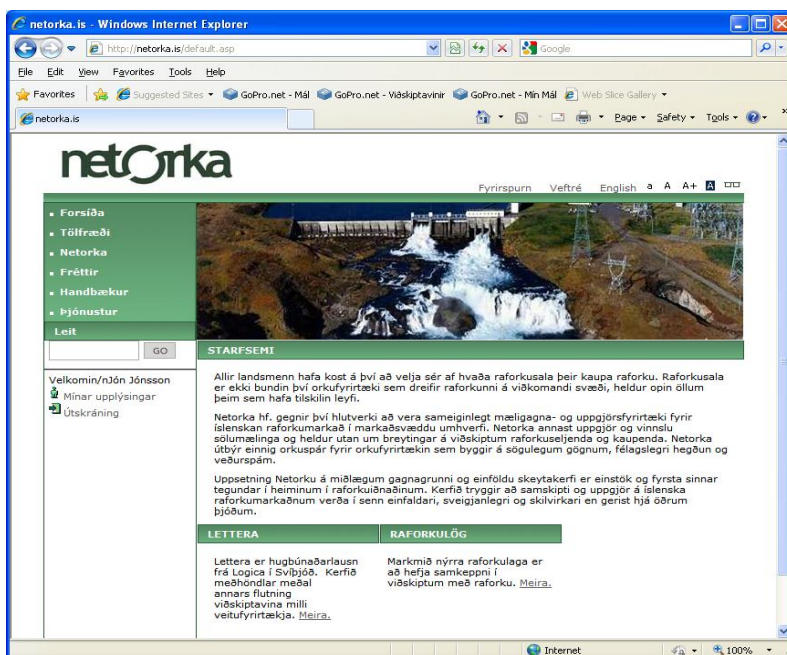 netorka.is - Windows Internet Explorer
http://netorka.is/default.asp
Google
File Edit View Favorites Tools Help
Favorites Suggested Sites GoPro.net - Mál GoPro.net - Viðskiptavinir GoPro.net - Mín Mál Web Slice Gallery
netorka.is
Page Safety Tools
netOrka
Fyrirspurn Veftré English a A A+ A
Forsíða
Tölfræði
Netorka
Fréttir
Handbækur
Þjónustur
Leit
GO
Velkomin/nJón Jónsson
Mínar upplýsingar
Útskráning
STARFSEMI
Allir landsmenn hafa kost á því að velja sér af hvaða raforkusala þeir kaupa raforku. Raforkusala
er ekki bundin því orkufyrirtæki sem dreifir raforkunni á viðkomandi svæði, heldur opin öllum
þeim sem hafa tilskilin leyfi.
Netorka hf. gegnir því hlutverki að vera sameiginlegt mæligagna- og uppgjörsfyrirtæki fyrir
íslenskan raforkumarkað í markaðsvæddu umhverfi. Netorka annast uppgjör og vinnslu
sölumælinga og heldur utan um breytingar á viðskiptum raforkuseljenda og kaupenda. Netorka
útbýr einnig orkuspár fyrir orkufyrirtækin sem byggir á sögulegum gögnum, félagslegri hegðun og
veðurspám.
Uppsetning Netorku á miðlægum gagnagrunni og einföldu skeytakerfi er einstök og fyrsta sinnar
tegundar í heiminum í raforkuiðnaðinum. Kerfið tryggir að samskipti og uppgjör á íslenska
raforkumarkaðnum verða í senn einfaldari, sveigjanlegri og skilvirkari en gerist hjá öðrum
þjóðum.
LETTERA
Lettera er hugbúnaðarlausn
frá Logica í Svíþjóð. Kerfið
meðhöndlar meðal
annars flutning
viðskiptavina milli
veitufyrirtækja. Meira.
RAFORKULÖG
Markmið nýrra raforkulaga er
að hefja samkeppni í
viðskiptum með raforku. Meira.
Internet 100%